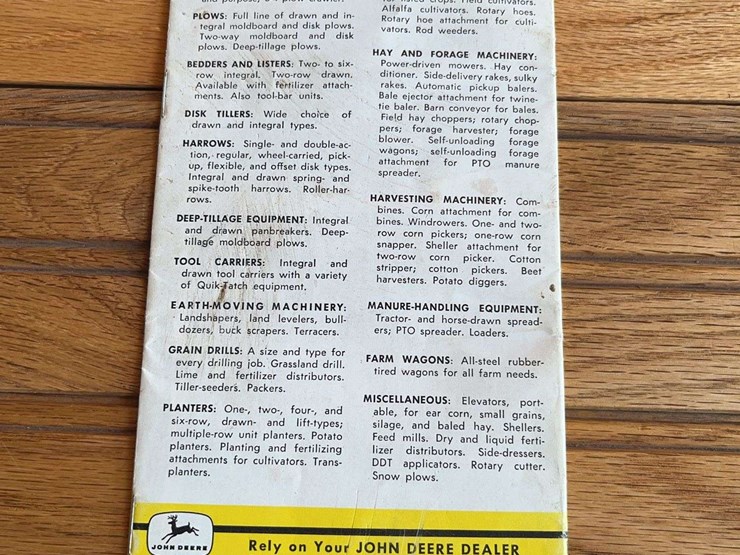 PLOWS: Full line of drawn and in-
tegral moldboard and disk plows.
Two-way moldboard and disk
plows. Deep-tillage plows.
BEDDERS AND LISTERS: Two- to six-
row integral. Two-row drawn.
Available with fertilizer attach-
ments. Also tool-bar units.
DISK TILLERS: Wide choice of
drawn and integral types.
HARROWS: Single- and double-ac-
tion, regular, wheel-carried, pick-
up, flexible, and offset disk types.
Integral and drawn spring- and
spike-tooth harrows. Roller-har-
rows.
DEEP-TILLAGE EQUIPMENT: Integral
and drawn panbreakers. Deep-
tillage moldboard plows.
TOOL CARRIERS: Integral and
drawn tool carriers with a variety
of Quik-Tatch equipment.
EARTH-MOVING MACHINERY:
Landshapers, land levelers, bull-
dozers, buck scrapers. Terracers.
GRAIN DRILLS: A size and type for
every drilling job. Grassland drill.
Lime and fertilizer distributors.
Tiller-seeders. Packers.
PLANTERS: One-, two-, four-, and
six-row, drawn- and lift-types;
multiple-row unit planters. Potato
planters. Planting and fertilizing
attachments for cultivators. Trans-
planters.
Alfalfa cultivators. Rotary hoes.
Rotary hoe attachment for culti-
vators. Rod weeders.
HAY AND FORAGE MACHINERY:
Power-driven mowers. Hay con-
ditioner. Side-delivery rakes, sulky
rakes. Automatic pickup balers.
Bale ejector attachment for twine-
tie baler. Barn conveyor for bales.
Field hay choppers; rotary chop-
pers; forage harvester; forage
blower. Self-unloading forage
wagons; self-unloading forage
attachment for PTO manure
spreader.
HARVESTING MACHINERY: Com-
bines. Corn attachment for com-
bines. Windrowers. One- and two-
row corn pickers; one-row corn
snapper. Sheller attachment for
two-row corn picker. Cotton
stripper; cotton pickers. Beet
harvesters. Potato diggers.
MANURE-HANDLING EQUIPMENT:
Tractor- and horse-drawn spread-
ers; PTO spreader. Loaders.
FARM WAGONS: All-steel rubber-
tired wagons for all farm needs.
MISCELLANEOUS: Elevators, port-
able, for ear corn, small grains,
silage, and baled hay. Shellers.
Feed mills. Dry and liquid ferti-
lizer distributors. Side-dressers.
DDT applicators. Rotary cutter.
Snow plows.
JOHN DEERE
Rely on Your JOHN DEERE DEALER